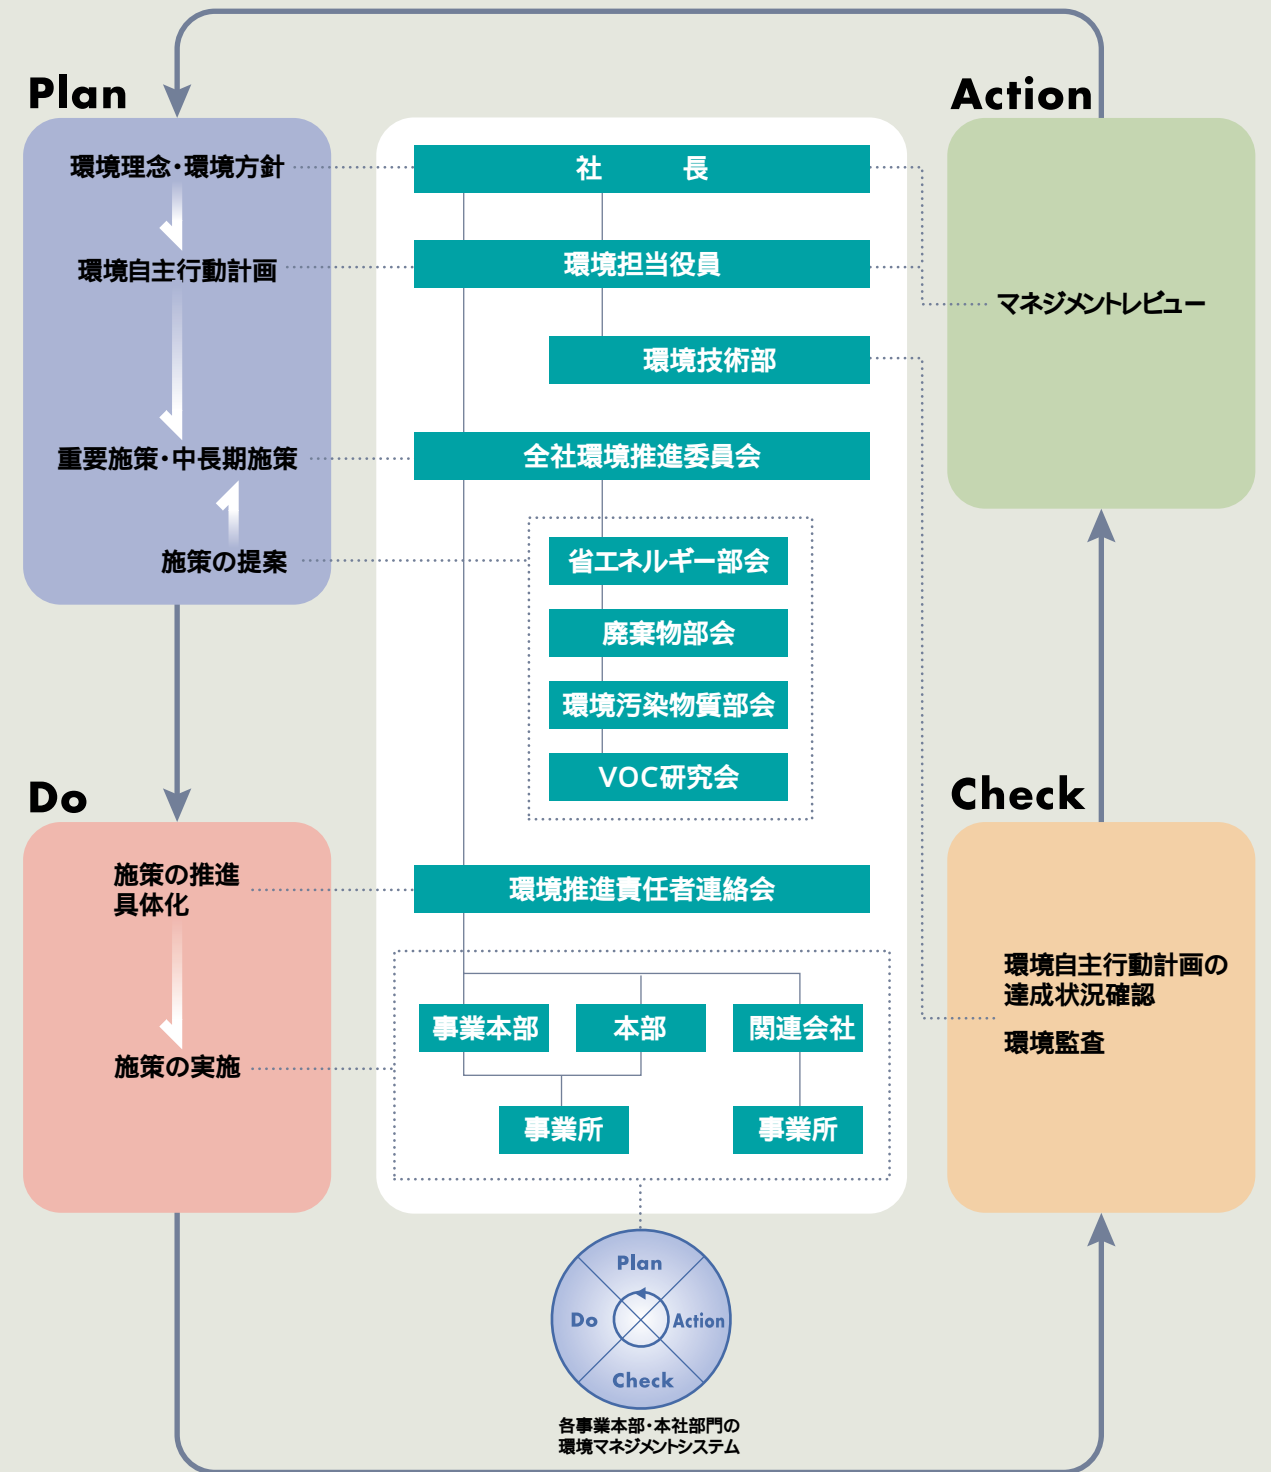 Plan
環境理念・環境方針
環境自主行動計画
重要施策・中長期施策
施策の提案
Do
施策の推進
具体化
施策の実施
社 長
環境担当役員
環境技術部
全社環境推進委員会
省エネルギー部会
廃棄物部会
環境汚染物質部会
VOC研究会
環境推進責任者連絡会
事業本部
本部
関連会社
事業所
事業所
Action
マネジメントレビュー
Check
環境自主行動計画の
達成状況確認
環境監査
Plan
Do
Action
Check
各事業本部・本社部門の
環境マネジメントシステム